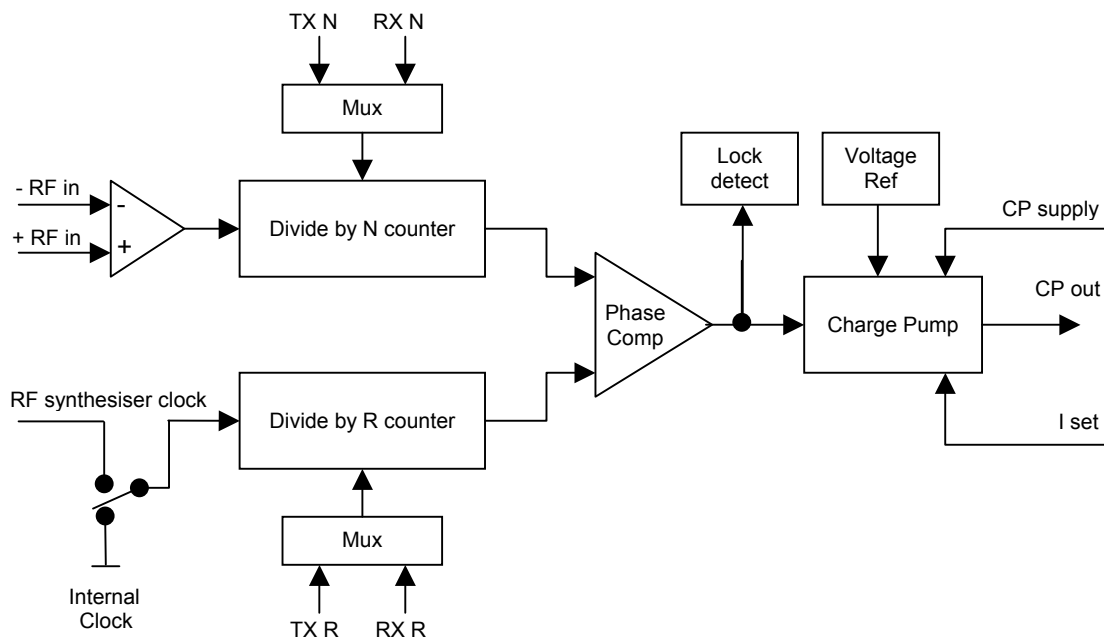 TX N
RX N
Mux
- RF in
+ RF in
-
+
Divide by N counter
Lock
detect
Voltage
Ref
CP supply
CP out
Phase
Comp
Charge Pump
I set
RF synthesiser clock
Divide by R counter
Mux
Internal
Clock
TX R
RX R